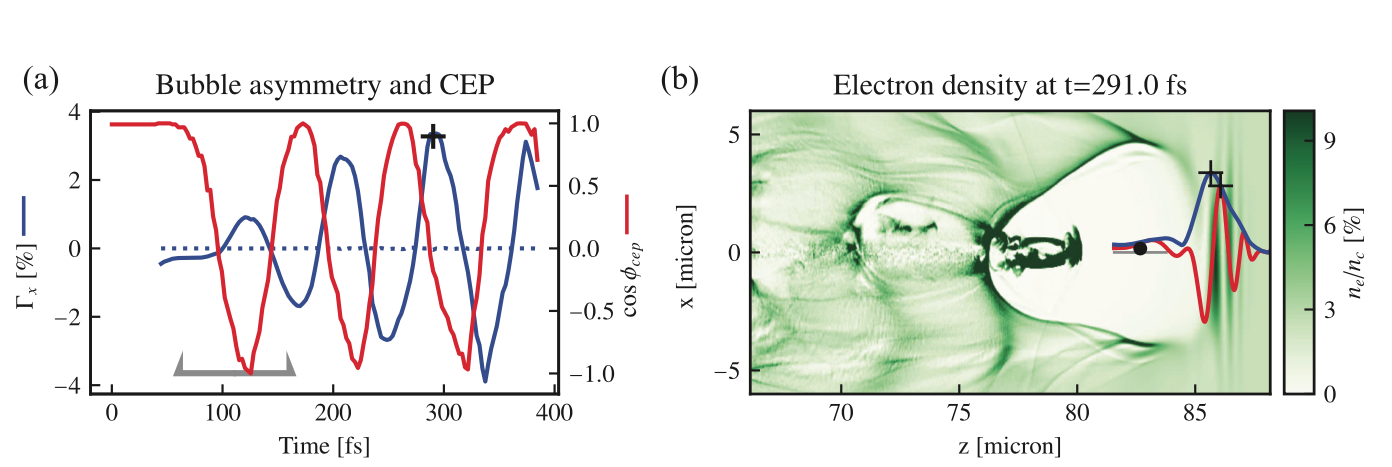 (a)
Bubble asymmetry and CEP
4
2
0
−2
−4
Γx [%]
1.0
0.5
0.0
−0.5
−1.0
cos ϕcep
0 100 200 300 400
Time [fs]
(b)
Electron density at t=291.0 fs
5
0
−5
x [micron]
70 75 80 85
z [micron]
9
6
3
0
ne/nc [%]